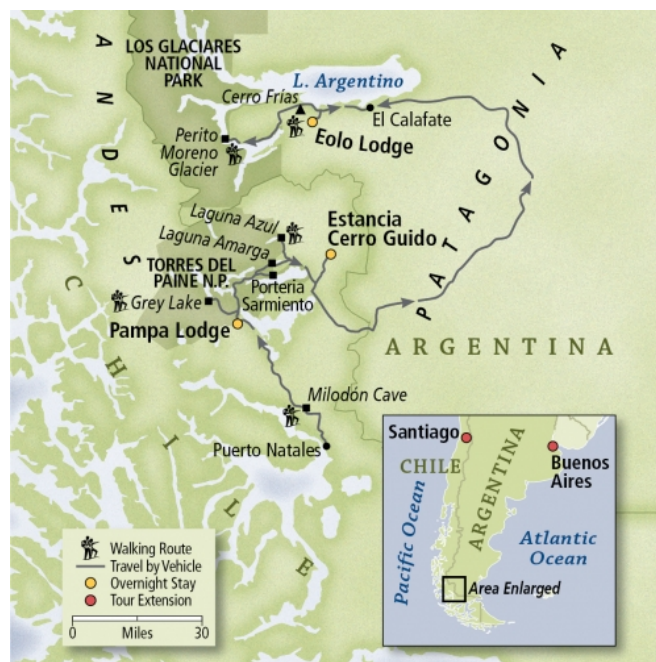 ANDES
LOS GLACIARES
NATIONAL
PARK
L. Argentino
Cerro Frías
El Calafate
Perito
Moreno
Glacier
Eolo Lodge
PATAGONIA
Laguna Azul
Laguna Amarga
Estancia
Cerro Guido
TORRES DEL
PAINE N.P.
Portería
Sarmiento
Grey Lake
Pampa Lodge
CHILE
ARGENTINA
Milodón Cave
Puerto Natales
Walking Route
Travel by Vehicle
Overnight Stay
Tour Extension
0 30
Miles
Santiago
CHILE
ARGENTINA
Buenos
Aires
Pacific Ocean
Atlantic
Ocean
Area Enlarged